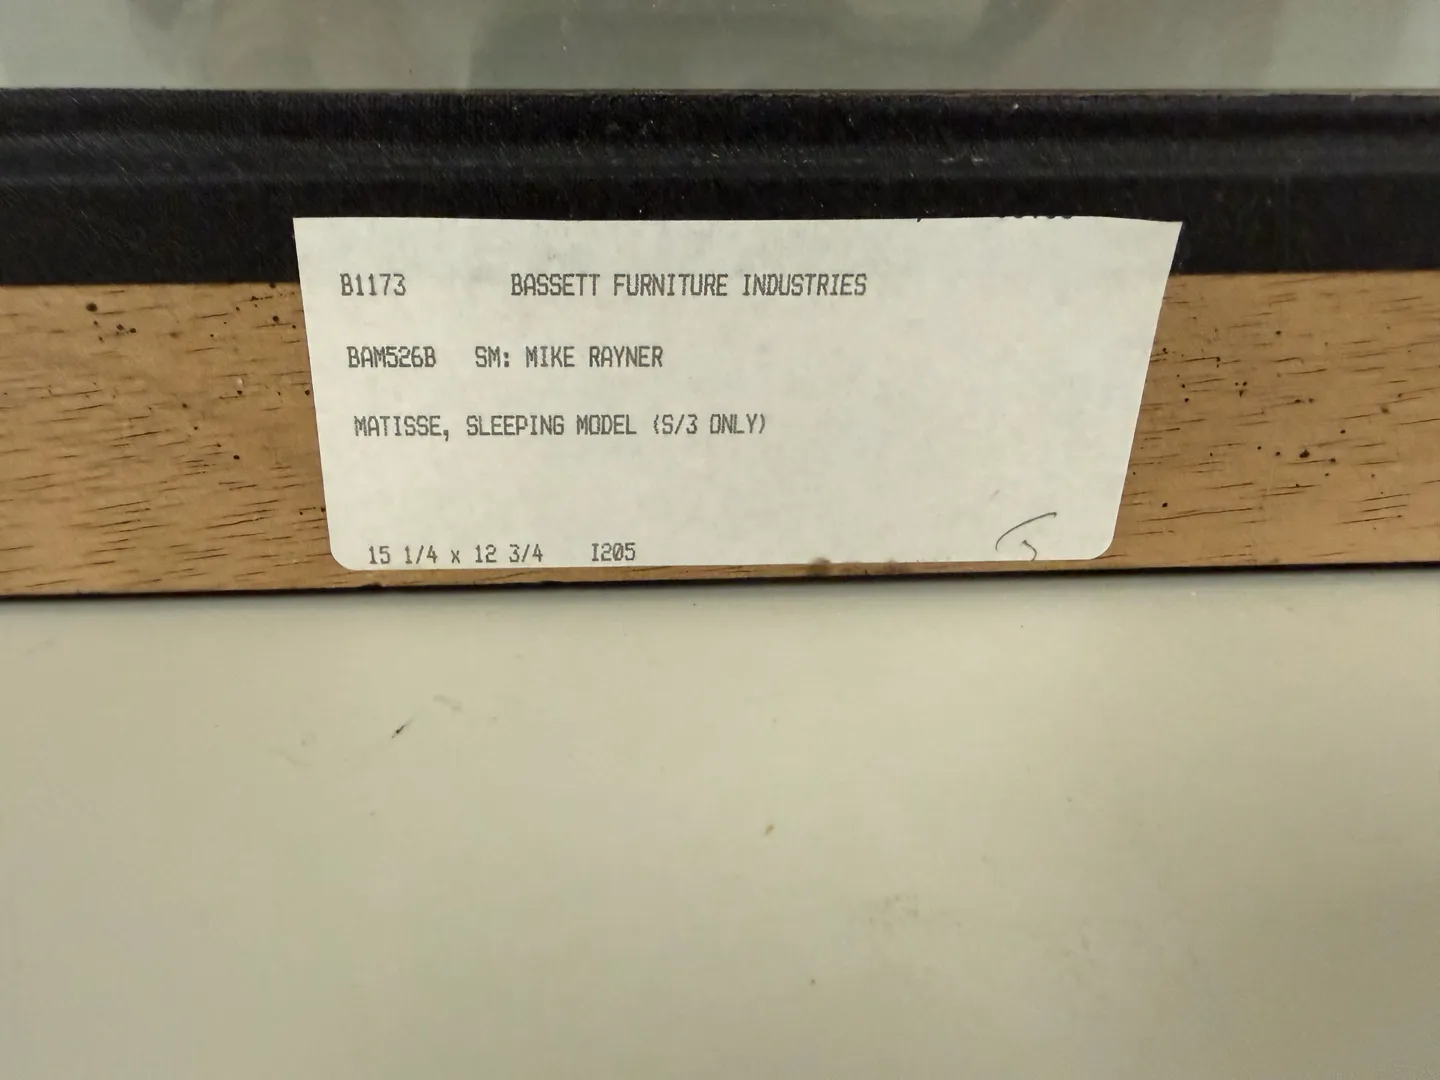 B1173 BASSETT FURNITURE INDUSTRIES
BAM526B SM: MIKE RAYNER
MATISSE, SLEEPING MODEL (S/3 ONLY)
15 1/4 x 12 3/4 I205